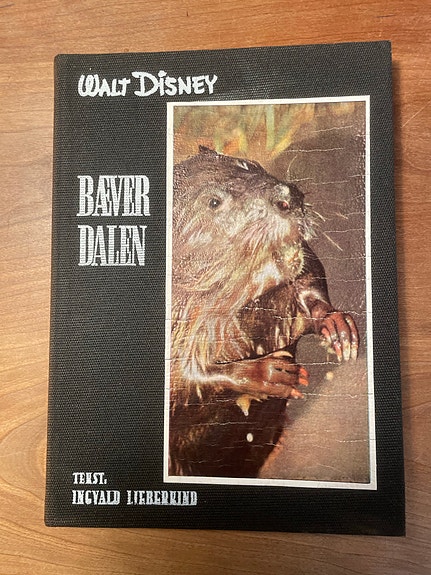 WALT DISNEY
BÆVER
DALEN
TEKST:
INGVALD LIEBERKIND